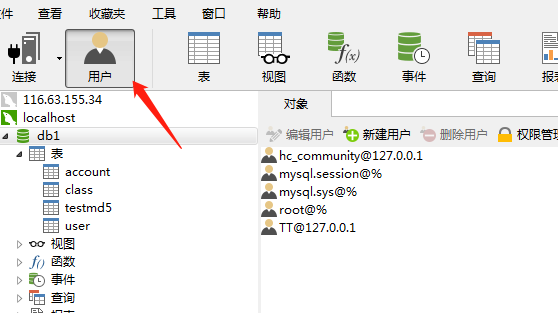 文件 查看 收藏夹 工具 窗口 帮助
连接 用户 表 视图 函数 事件 查询 报表
116.63.155.34
localhost
db1
表
account
class
testmd5
user
视图
函数
事件
查询
对象
编辑用户 新建用户 删除用户 权限管理
hc_community@127.0.0.1
mysql.session@%
mysql.sys@%
root@%
TT@127.0.0.1